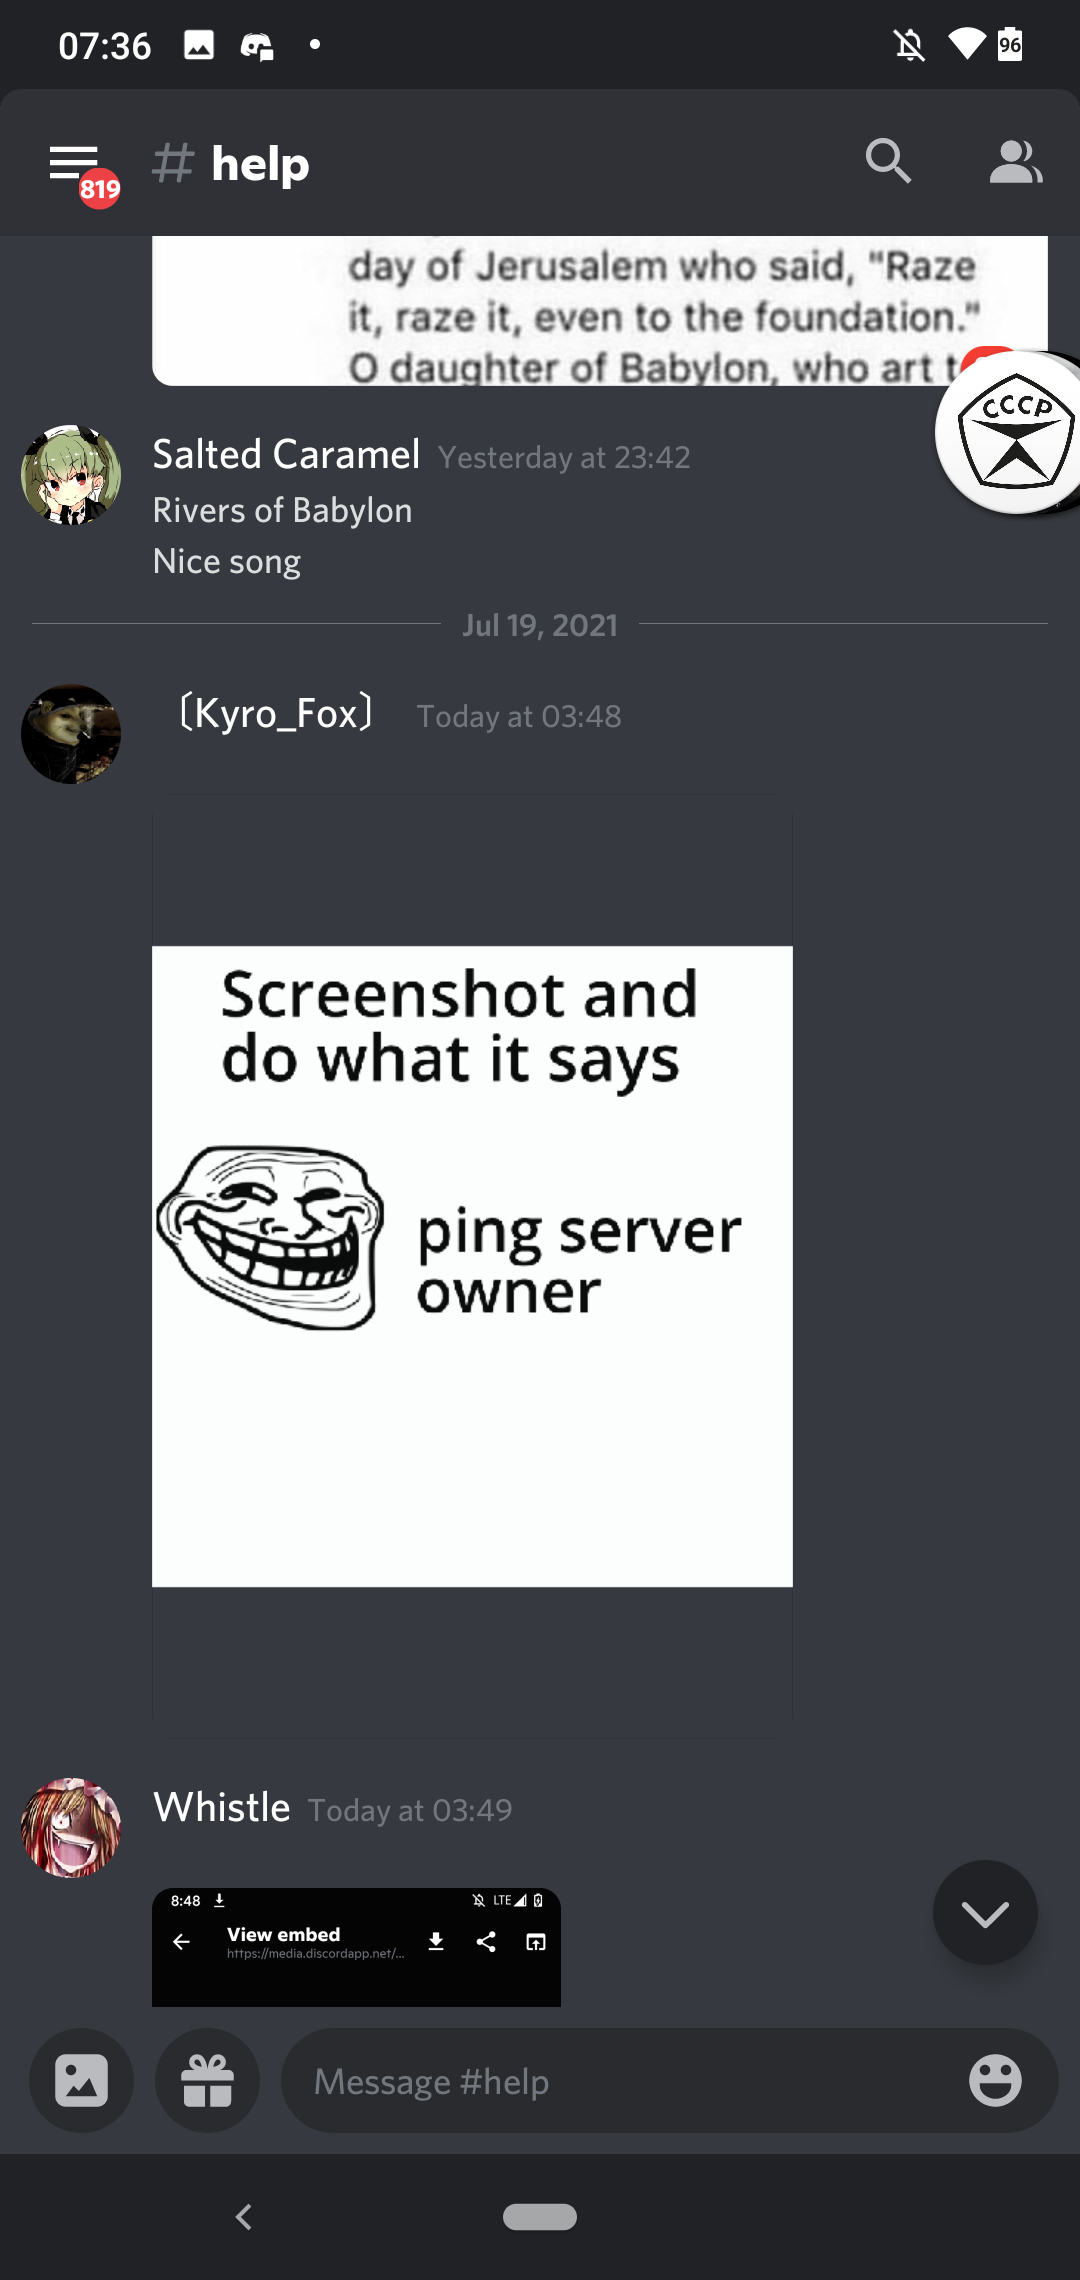 07:36
96
819
# help
day of Jerusalem who said, "Raze
it, raze it, even to the foundation."
O daughter of Babylon, who art
CCCP
Salted Caramel Yesterday at 23:42
Rivers of Babylon
Nice song
Jul 19, 2021
〔Kyro_Fox〕 Today at 03:48
Screenshot and
do what it says
ping server
owner
Whistle Today at 03:49
8:48 LTE
View embed
https://media.discordapp.net/...
Message #help